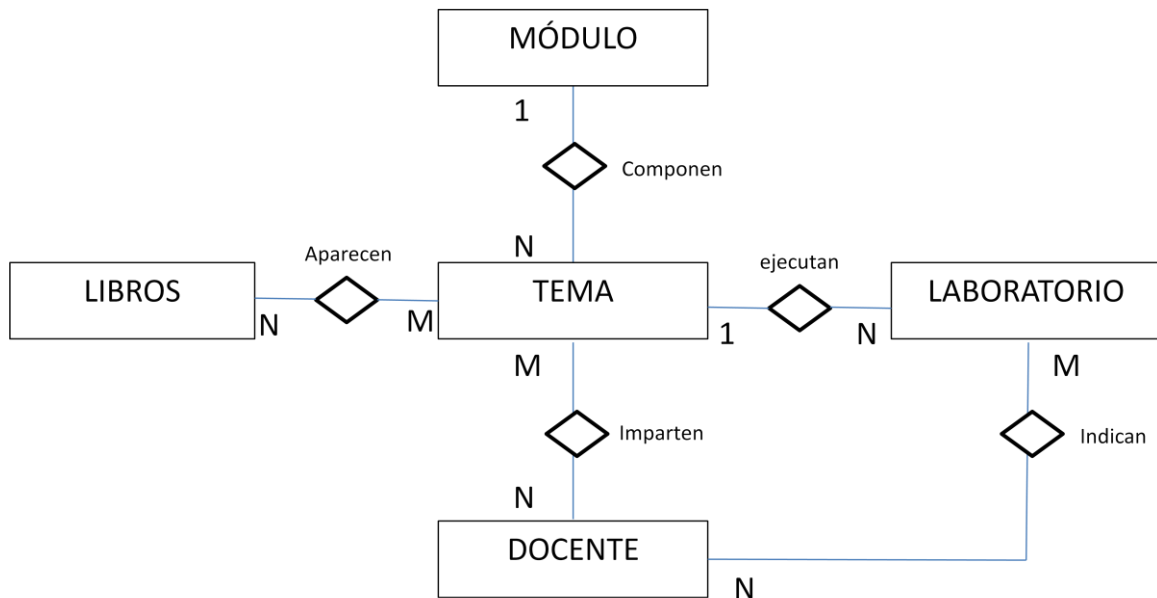 MÓDULO
1
Componen
N
Aparecen
ejecutan
LIBROS
TEMA
LABORATORIO
N
M
1
N
M
M
Imparten
Indican
N
DOCENTE
N